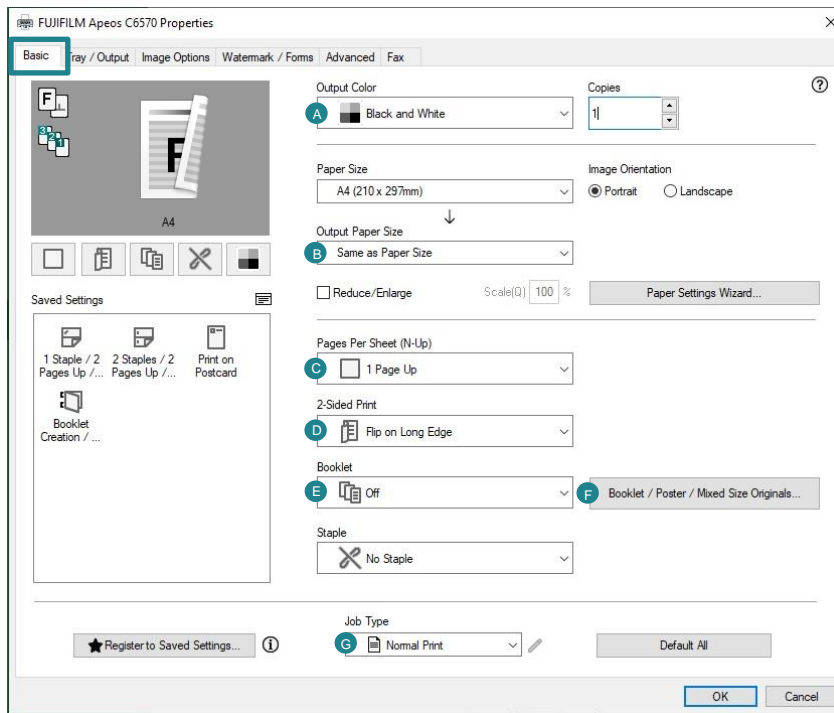 FUJIFILM Apeos C6570 Properties
Basic
Tray / Output
Image Options
Watermark / Forms
Advanced
Fax
F
3
2
1
F
A4
Saved Settings
1 Staple / 2
Pages Up /...
2 Staples / 2
Pages Up /...
Print on
Postcard
Booklet
Creation / ...
Output Color
A
Black and White
Copies
1
?
Paper Size
A4 (210 x 297mm)
Image Orientation
Portrait
Landscape
Output Paper Size
B
Same as Paper Size
Reduce/Enlarge
Scale(Q)
100
%
Paper Settings Wizard...
Pages Per Sheet (N-Up)
C
1 Page Up
2-Sided Print
D
Flip on Long Edge
Booklet
E
Off
F
Booklet / Poster / Mixed Size Originals...
Staple
No Staple
Register to Saved Settings...
i
Job Type
G
Normal Print
Default All
OK
Cancel